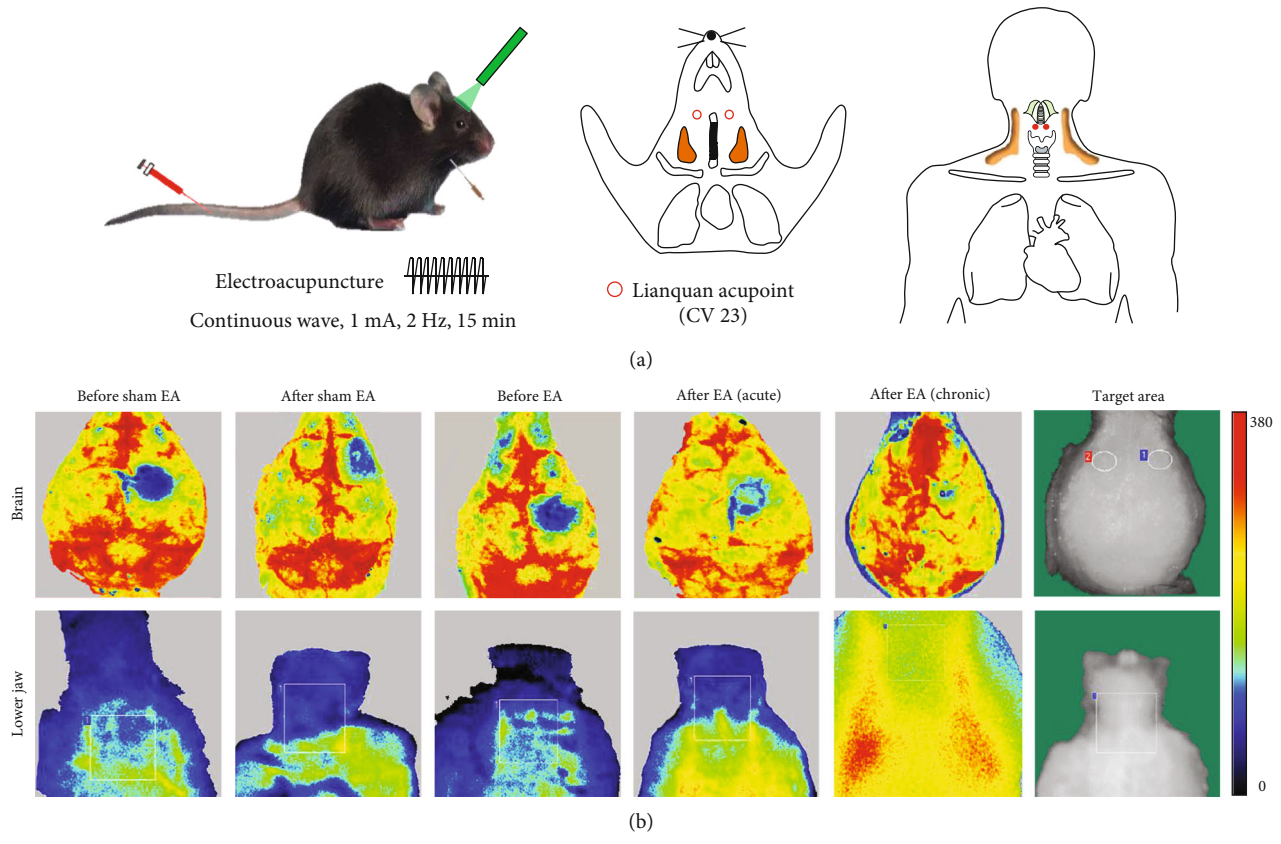 Electroacupuncture
Continuous wave, 1 mA, 2 Hz, 15 min
Lianquan acupoint
(CV 23)
(a)
Before sham EA
After sham EA
Before EA
After EA (acute)
After EA (chronic)
Target area
Brain
2
1
380
Lower jaw
1
0
(b)